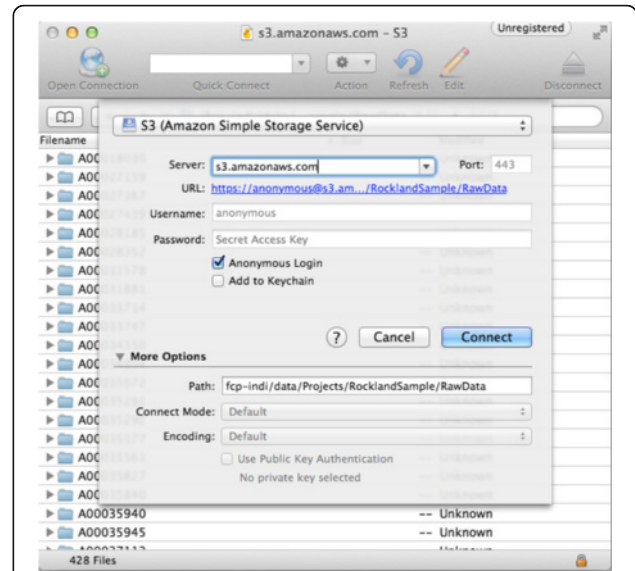 s3.amazonaws.com – S3
Unregistered
Open Connection Quick Connect Action Refresh Edit Disconnect
S3 (Amazon Simple Storage Service)
Filename
Server: s3.amazonaws.com Port: 443
URL: https://anonymous@s3.am.../RocklandSample/RawData
Username: anonymous
Password: Secret Access Key
Anonymous Login
Add to Keychain
? Cancel Connect
More Options
Path: fcp-indi/data/Projects/RocklandSample/RawData
Connect Mode: Default
Encoding: Default
Use Public Key Authentication
No private key selected
A00035940 -- Unknown
A00035945 -- Unknown
428 Files